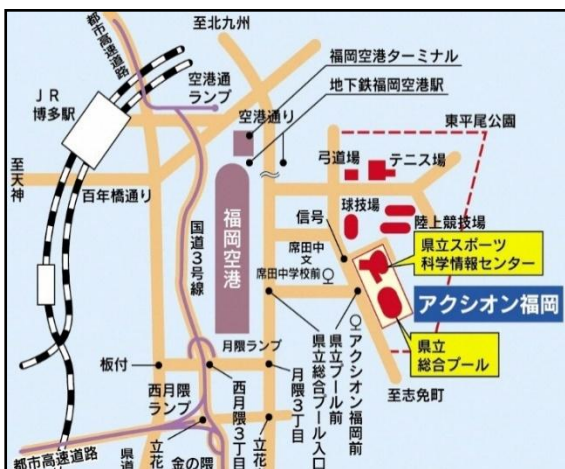 都市高速道路
至北九州
福岡空港ターミナル
地下鉄福岡空港駅
空港通
ランプ
空港通り
ＪＲ
博多駅
東平尾公園
弓道場
テニス場
至天神
百年橋通り
球技場
陸上競技場
信号
国道3号線
福岡空港
席田中
文
席田中学校前
県立スポーツ
科学情報センター
アクシオン福岡
県立
総合プール
月隈ランプ
板付
西月隈
ランプ
西月隈3丁目
月隈3丁目
県立総合プール入口
県立プール前
アクシオン福岡前
至志免町
都市高速道路
県道
立花
金の隈
立花